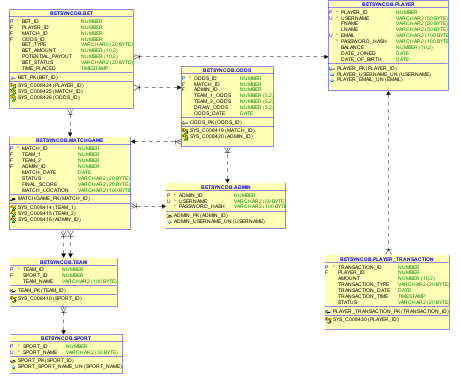 BETSYNCDB.BET
P * BET_ID NUMBER
F PLAYER_ID NUMBER
F MATCH_ID NUMBER
F ODDS_ID NUMBER
BET_TYPE VARCHAR2 (20 BYTE)
BET_AMOUNT NUMBER (10,2)
POTENTIAL_PAYOUT NUMBER (10,2)
BET_STATUS VARCHAR2 (20 BYTE)
TIME_PLACED TIMESTAMP
BET_PK (BET_ID)
SYS_C008424 (PLAYER_ID)
SYS_C008425 (MATCH_ID)
SYS_C008426 (ODDS_ID)
BETSYNCDB.PLAYER
P * PLAYER_ID NUMBER
U * USERNAME VARCHAR2 (50 BYTE)
FNAME VARCHAR2 (50 BYTE)
LNAME VARCHAR2 (50 BYTE)
U * EMAIL VARCHAR2 (100 BYTE)
* PASSWORD_HASH VARCHAR2 (100 BYTE)
BALANCE NUMBER (10,2)
DATE_JOINED DATE
DATE_OF_BIRTH DATE
PLAYER_PK (PLAYER_ID)
PLAYER_USERNAME_UN (USERNAME)
PLAYER_EMAIL_UN (EMAIL)
BETSYNCDB.ODDS
P * ODDS_ID NUMBER
F MATCH_ID NUMBER
F ADMIN_ID NUMBER
TEAM_1_ODDS NUMBER (5,2)
TEAM_2_ODDS NUMBER (5,2)
DRAW_ODDS NUMBER (5,2)
ODDS_DATE DATE
ODDS_PK (ODDS_ID)
SYS_C008419 (MATCH_ID)
SYS_C008420 (ADMIN_ID)
BETSYNCDB.MATCHGAME
P * MATCH_ID NUMBER
F TEAM_1 NUMBER
F TEAM_2 NUMBER
F ADMIN_ID NUMBER
MATCH_DATE DATE
STATUS VARCHAR2 (20 BYTE)
FINAL_SCORE VARCHAR2 (20 BYTE)
MATCH_LOCATION VARCHAR2 (100 BYTE)
MATCHGAME_PK (MATCH_ID)
SYS_C008414 (TEAM_1)
SYS_C008415 (TEAM_2)
SYS_C008416 (ADMIN_ID)
BETSYNCDB.ADMIN
P * ADMIN_ID NUMBER
U * USERNAME VARCHAR2 (50 BYTE)
* PASSWORD_HASH VARCHAR2 (100 BYTE)
ADMIN_PK (ADMIN_ID)
ADMIN_USERNAME_UN (USERNAME)
BETSYNCDB.TEAM
P * TEAM_ID NUMBER
F SPORT_ID NUMBER
TEAM_NAME VARCHAR2 (100 BYTE)
TEAM_PK (TEAM_ID)
SYS_C008410 (SPORT_ID)
BETSYNCDB.PLAYER_TRANSACTION
P * TRANSACTION_ID NUMBER
F PLAYER_ID NUMBER
AMOUNT NUMBER (10,2)
TRANSACTION_TYPE VARCHAR2 (20 BYTE)
TRANSACTION_DATE DATE
TRANSACTION_TIME TIMESTAMP
STATUS VARCHAR2 (20 BYTE)
PLAYER_TRANSACTION_PK (TRANSACTION_ID)
SYS_C008430 (PLAYER_ID)
BETSYNCDB.SPORT
P * SPORT_ID NUMBER
U * SPORT_NAME VARCHAR2 (30 BYTE)
SPORT_PK (SPORT_ID)
SPORT_SPORT_NAME_UN (SPORT_NAME)